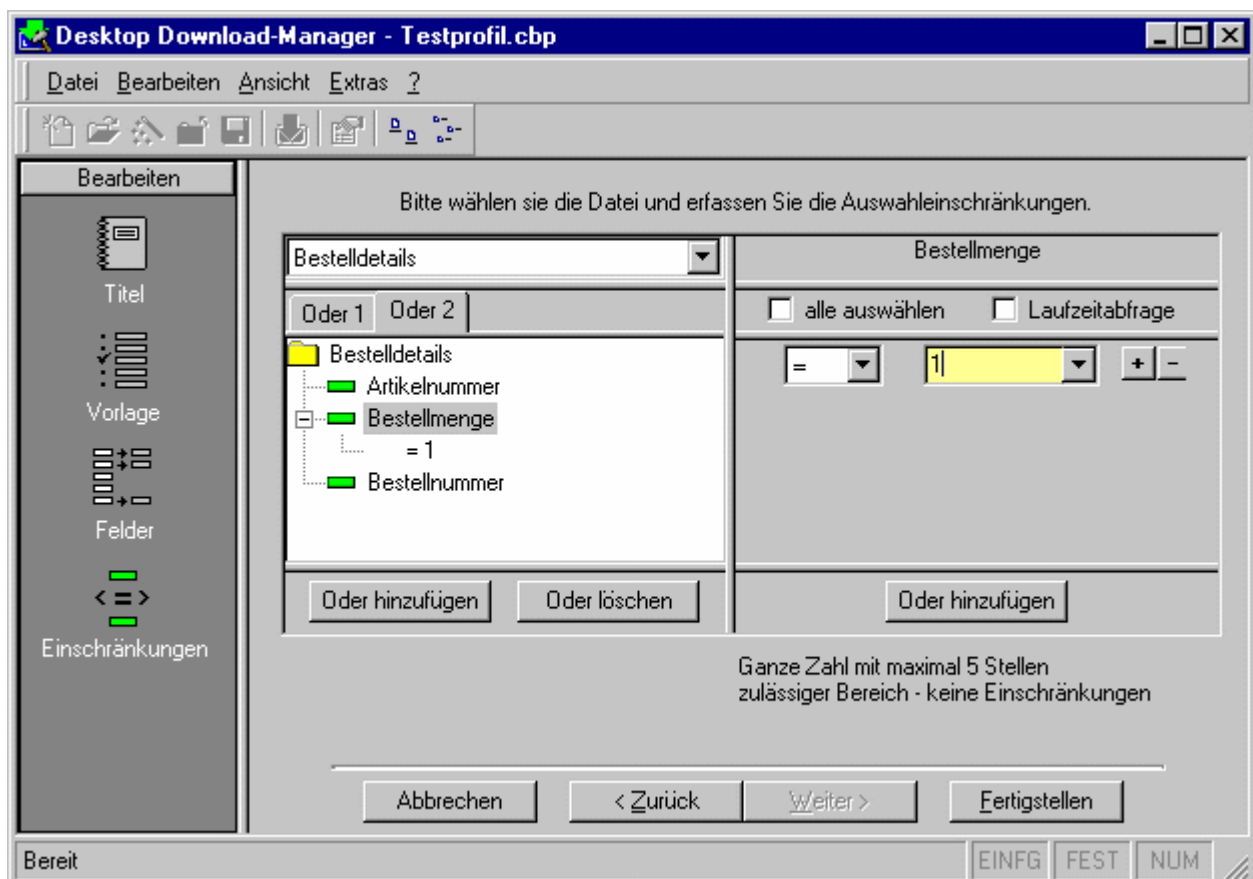 Desktop Download-Manager - Testprofil.cbp
Datei Bearbeiten Ansicht Extras ?
Bearbeiten
Titel
Vorlage
Felder
< = >
Einschränkungen
Bitte wählen sie die Datei und erfassen Sie die Auswahleinschränkungen.
Bestelldetails
Oder 1 Oder 2
Bestelldetails
Artikelnummer
Bestellmenge
= 1
Bestellnummer
Oder hinzufügen Oder löschen
Bestellmenge
alle auswählen Laufzeitabfrage
= 1 + -
Oder hinzufügen
Ganze Zahl mit maximal 5 Stellen
zulässiger Bereich - keine Einschränkungen
Abbrechen < Zurück Weiter > Fertigstellen
Bereit EINFG FEST NUM